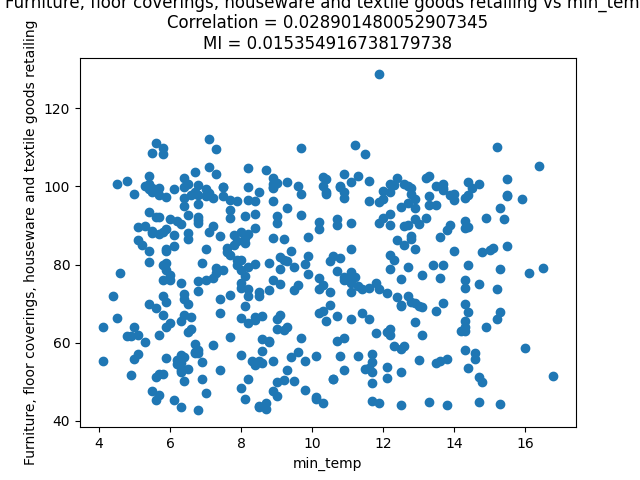 Furniture, floor coverings, houseware and textile goods retailing vs min_tem
Correlation = 0.028901480052907345
MI = 0.015354916738179738
Furniture, floor coverings, houseware and textile goods retailing
120
100
80
60
40
4 6 8 10 12 14 16
min_temp